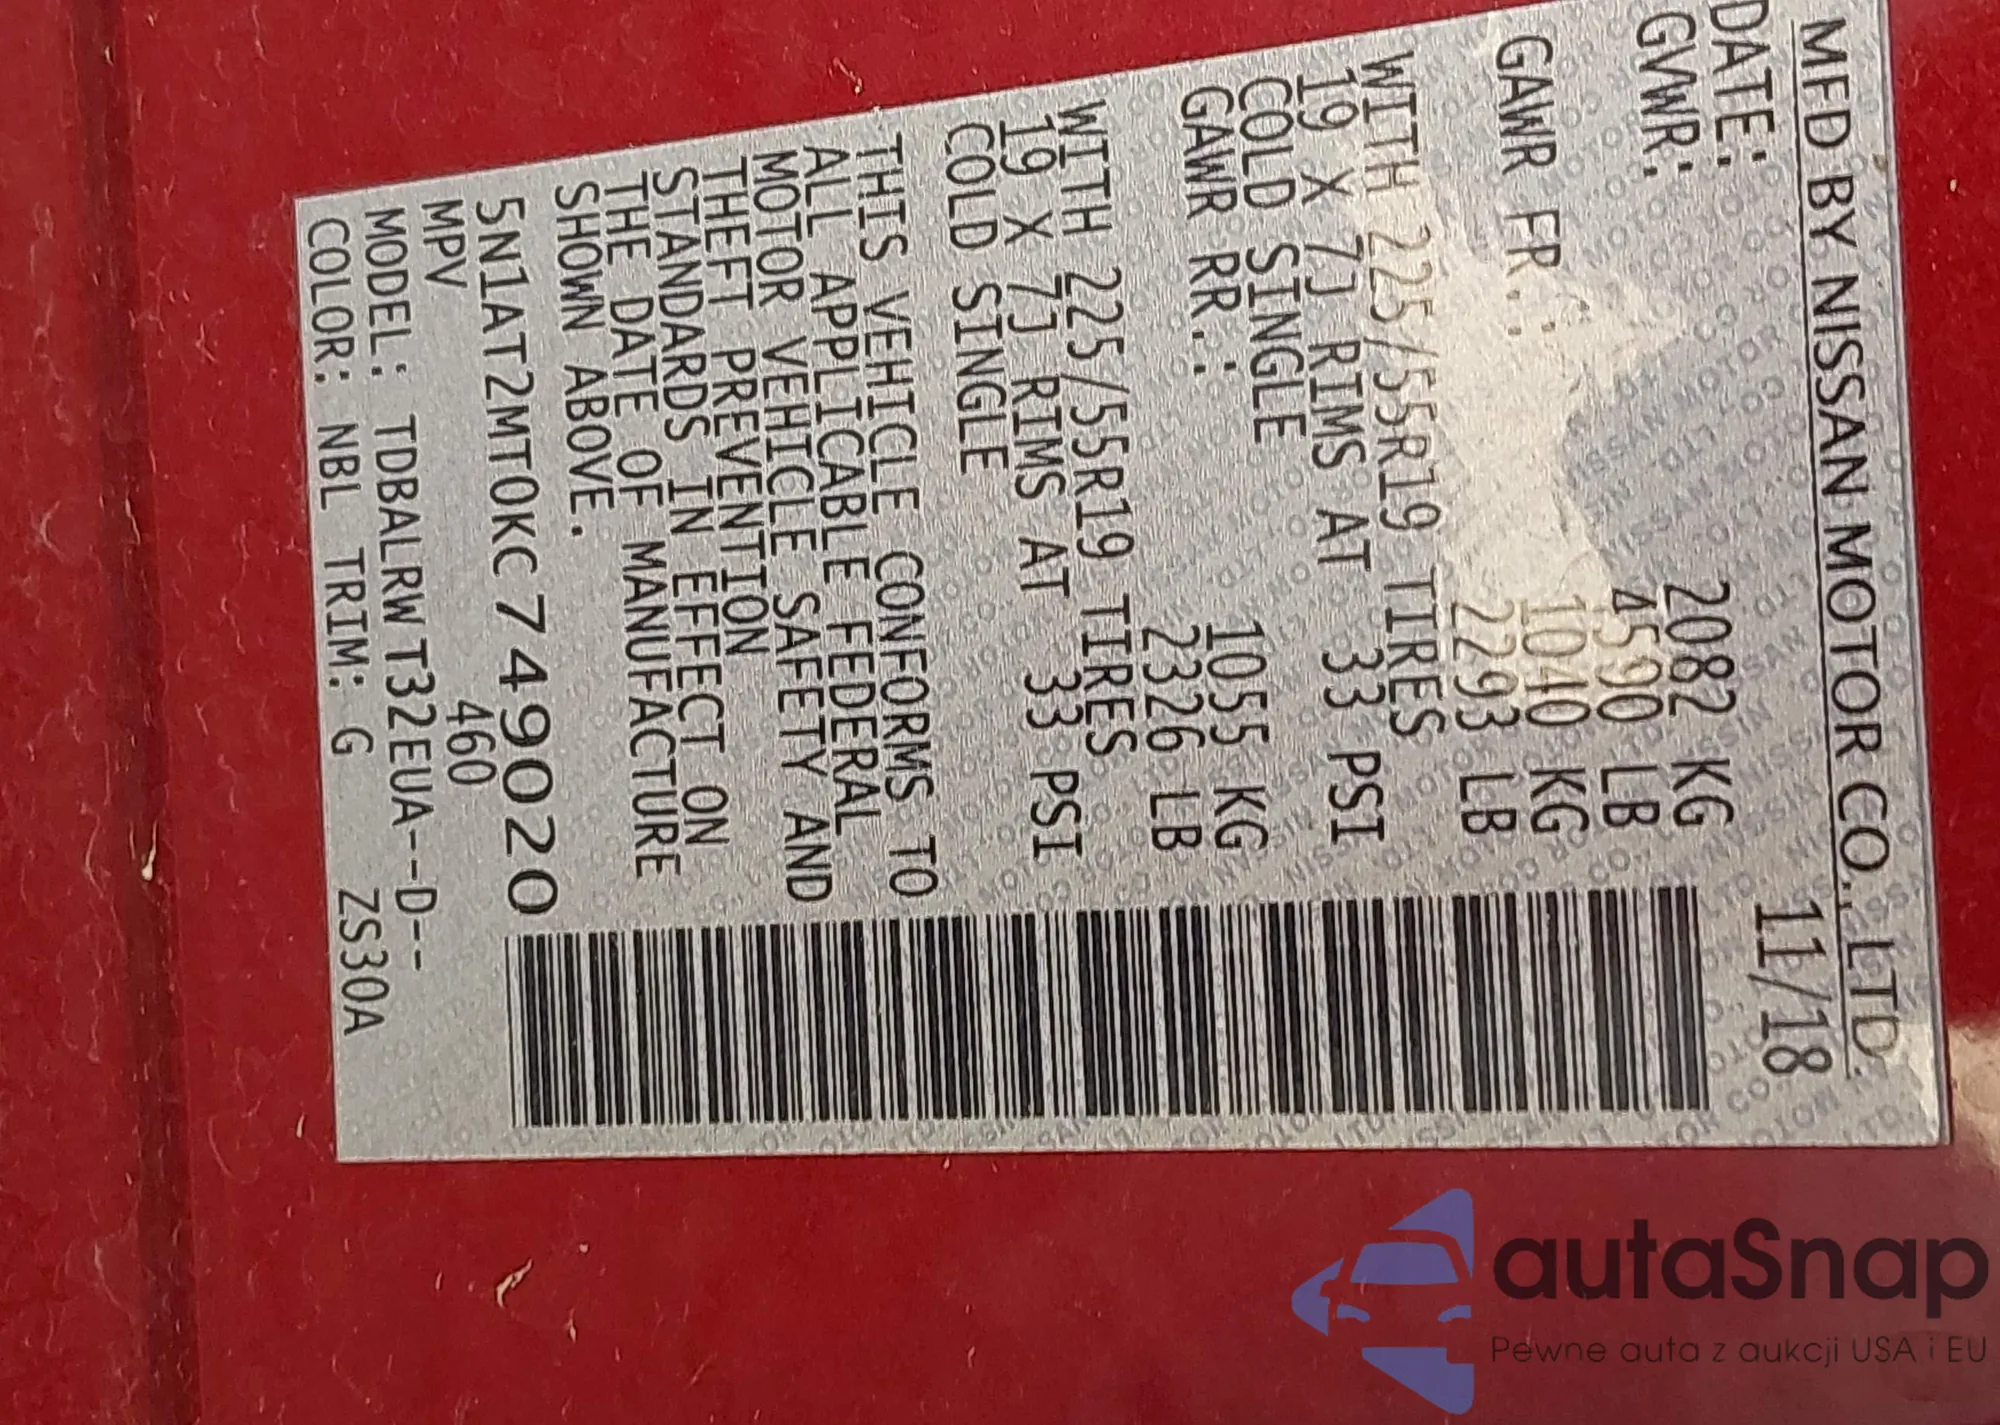 MFD BY NISSAN MOTOR CO., LTD.
DATE: 11/18
GVWR: 2082 KG
4590 LB
GAWR FR.: 1040 KG
2293 LB
WITH 225/55R19 TIRES
19 X 7J RIMS AT 33 PSI
COLD SINGLE
GAWR RR.: 1055 KG
2326 LB
WITH 225/55R19 TIRES
19 X 7J RIMS AT 33 PSI
COLD SINGLE
THIS VEHICLE CONFORMS TO
ALL APPLICABLE FEDERAL
MOTOR VEHICLE SAFETY AND
THEFT PREVENTION
STANDARDS IN EFFECT ON
THE DATE OF MANUFACTURE
SHOWN ABOVE.
5N1AT2MT0KC749020
MPV 460
MODEL: TDBALRWT32EUA--D--
COLOR: NBL TRIM: G ZS30A
autaSnap
Pewne auta z aukcji USA i EU